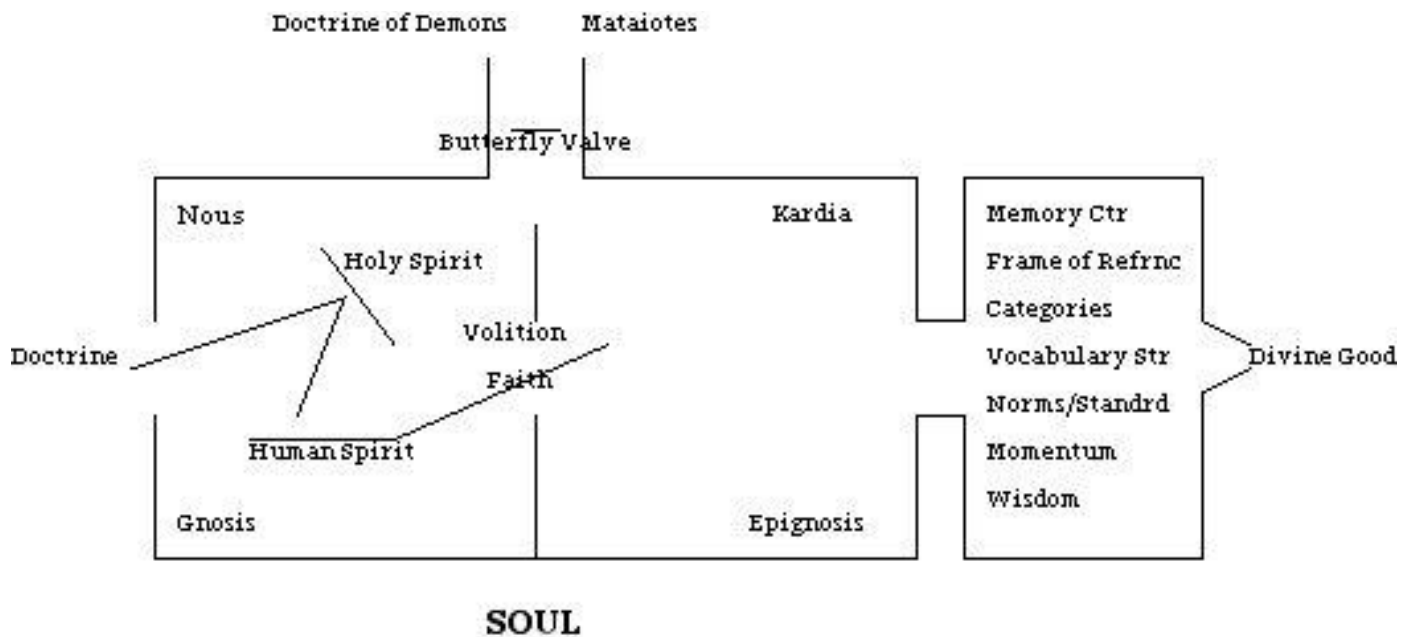 Doctrine of Demons
Mataiotes
Butterfly Valve
Nous
Kardia
Memory Ctr
Holy Spirit
Frame of Refrnc
Categories
Volition
Doctrine
Vocabulary Str
Divine Good
Faith
Norms/Standrd
Human Spirit
Momentum
Wisdom
Gnosis
Epignosis
SOUL